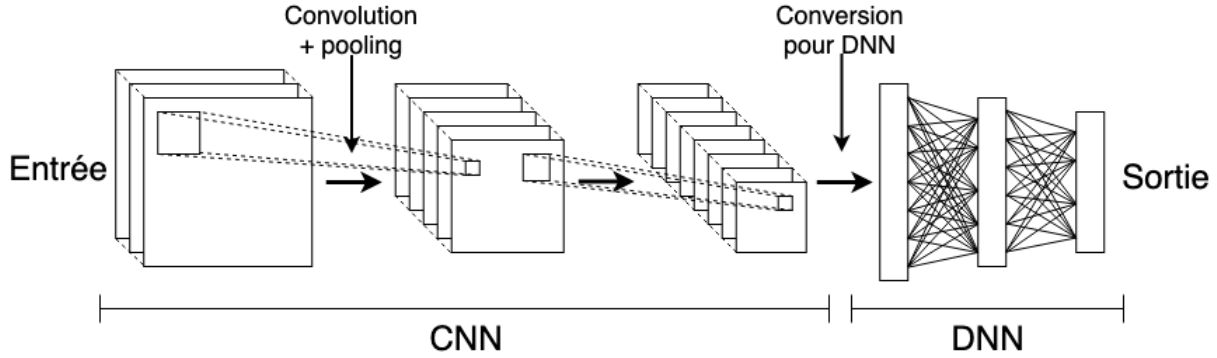 Convolution
+ pooling
Conversion
pour DNN
Entrée
Sortie
CNN
DNN